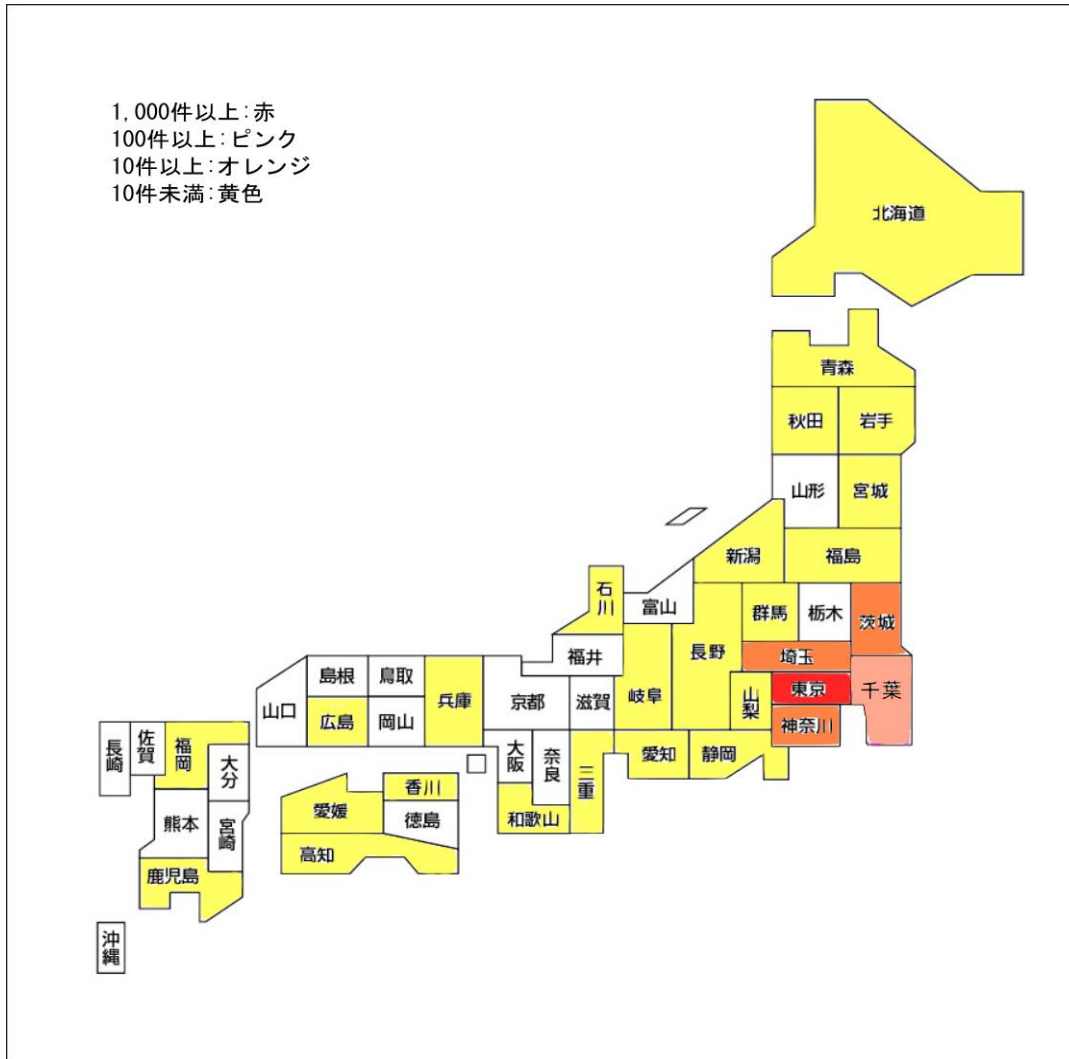 1,000件以上:赤
100件以上:ピンク
10件以上:オレンジ
10件未満:黄色
北海道
青森
秋田
岩手
山形
宮城
新潟
福島
石川
富山
群馬
栃木
茨城
福井
長野
埼玉
島根
鳥取
兵庫
京都
滋賀
岐阜
山梨
東京
千葉
山口
広島
岡山
神奈川
長崎
佐賀
福岡
大分
大阪
奈良
三重
愛知
静岡
香川
愛媛
徳島
和歌山
熊本
宮崎
高知
鹿児島
沖縄